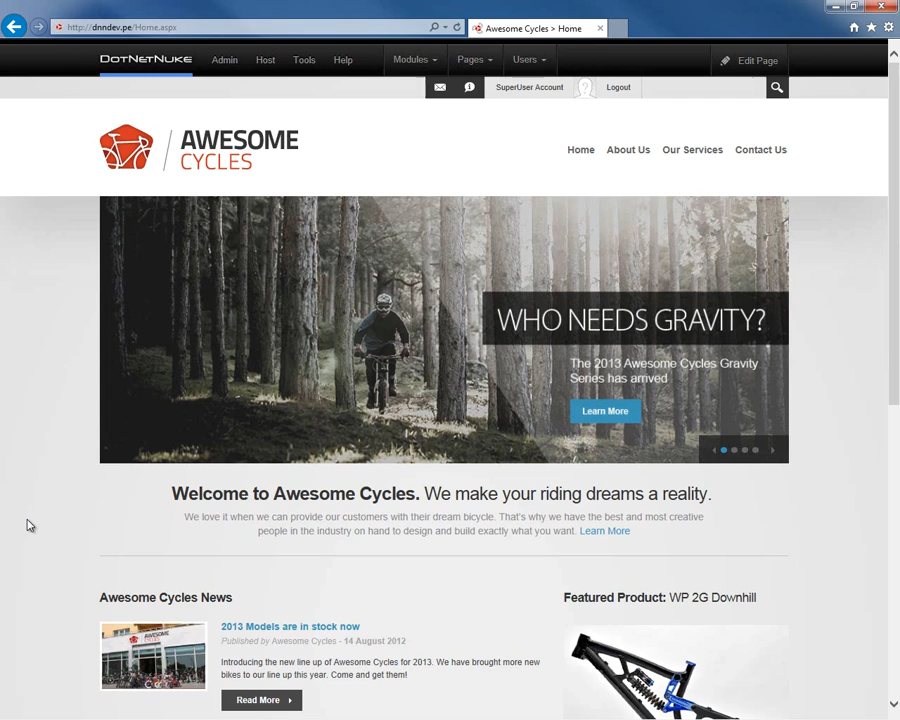 http://dnndev.pe/Home.aspx
Awesome Cycles > Home
DOTNETNUKE Admin Host Tools Help Modules Pages Users Edit Page
SuperUser Account Logout
AWESOME
CYCLES
Home About Us Our Services Contact Us
WHO NEEDS GRAVITY?
The 2013 Awesome Cycles Gravity
Series has arrived
Learn More
Welcome to Awesome Cycles. We make your riding dreams a reality.
We love it when we can provide our customers with their dream bicycle. That's why we have the best and most creative
people in the industry on hand to design and build exactly what you want. Learn More
Awesome Cycles News
Featured Product: WP 2G Downhill
2013 Models are in stock now
Published by Awesome Cycles - 14 August 2012
Introducing the new line up of Awesome Cycles for 2013. We have brought more new
bikes to our line up this year. Come and get them!
Read More
AWESOME
CYCLES